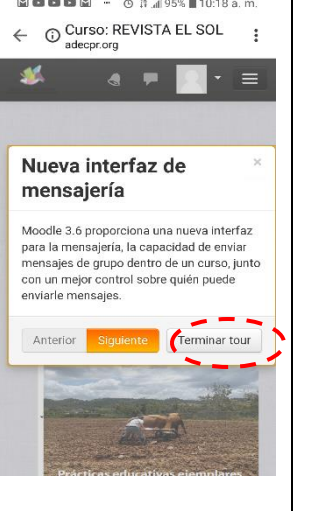 95% 10:18 a. m.
Curso: REVISTA EL SOL
adecpr.org
Nueva interfaz de
mensajería
×
Moodle 3.6 proporciona una nueva interfaz
para la mensajería, la capacidad de enviar
mensajes de grupo dentro de un curso, junto
con un mejor control sobre quién puede
enviarle mensajes.
Anterior Siguiente Terminar tour
Prácticas educativas ejemplares